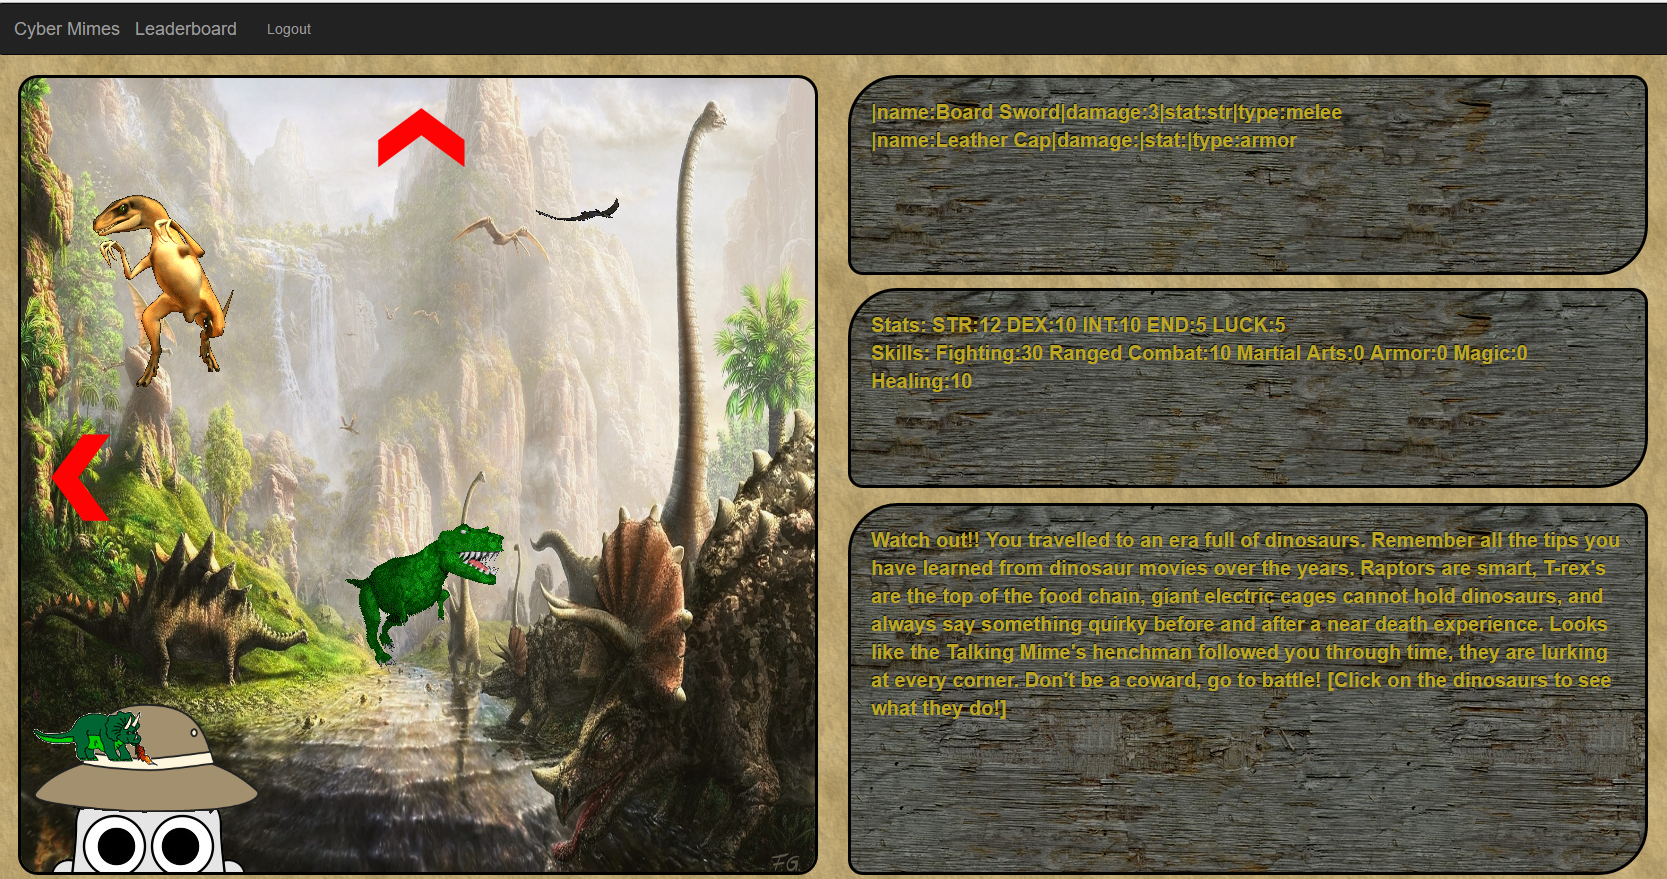 Cyber Mimes Leaderboard Logout
|name:Board Sword|damage:3|stat:str|type:melee
|name:Leather Cap|damage:|stat:|type:armor
Stats: STR:12 DEX:10 INT:10 END:5 LUCK:5
Skills: Fighting:30 Ranged Combat:10 Martial Arts:0 Armor:0 Magic:0
Healing:10
Watch out!! You travelled to an era full of dinosaurs. Remember all the tips you
have learned from dinosaur movies over the years. Raptors are smart, T-rex's
are the top of the food chain, giant electric cages cannot hold dinosaurs, and
always say something quirky before and after a near death experience. Looks
like the Talking Mime's henchman followed you through time, they are lurking
at every corner. Don't be a coward, go to battle! [Click on the dinosaurs to see
what they do!]
A
F.G.